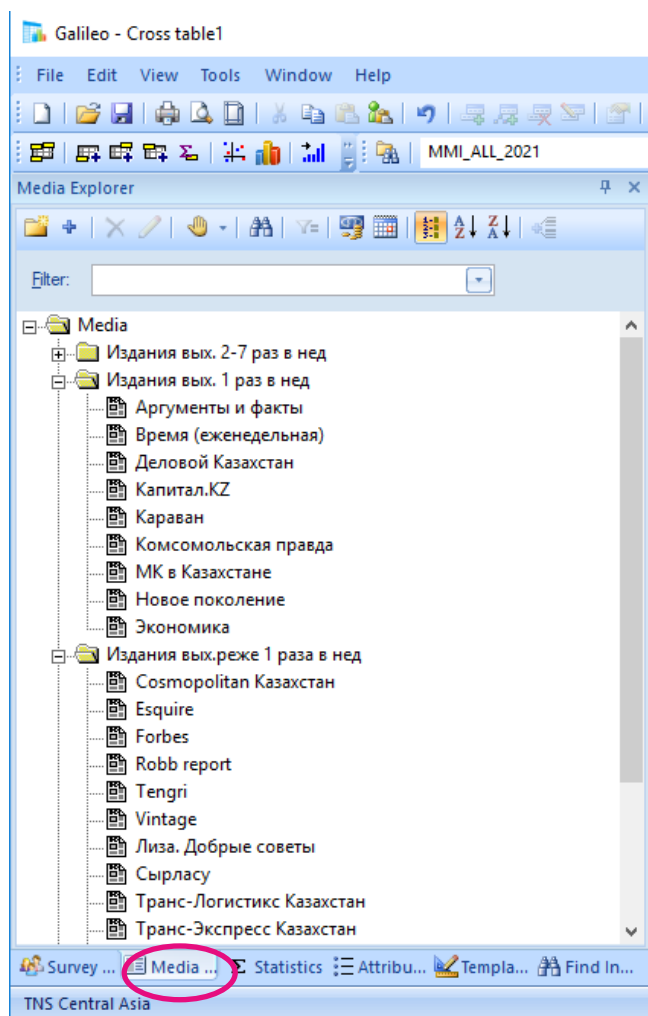 Galileo - Cross table1
File Edit View Tools Window Help
MMI_ALL_2021
Media Explorer
Filter:
Media
Издания вых. 2-7 раз в нед
Издания вых. 1 раз в нед
Аргументы и факты
Время (еженедельная)
Деловой Казахстан
Капитал.KZ
Караван
Комсомольская правда
МК в Казахстане
Новое поколение
Экономика
Издания вых.реже 1 раза в нед
Cosmopolitan Казахстан
Esquire
Forbes
Robb report
Tengri
Vintage
Лиза. Добрые советы
Сырласу
Транс-Логистикс Казахстан
Транс-Экспресс Казахстан
Survey ... Media ... Statistics Attribu... Templa... Find In...
TNS Central Asia